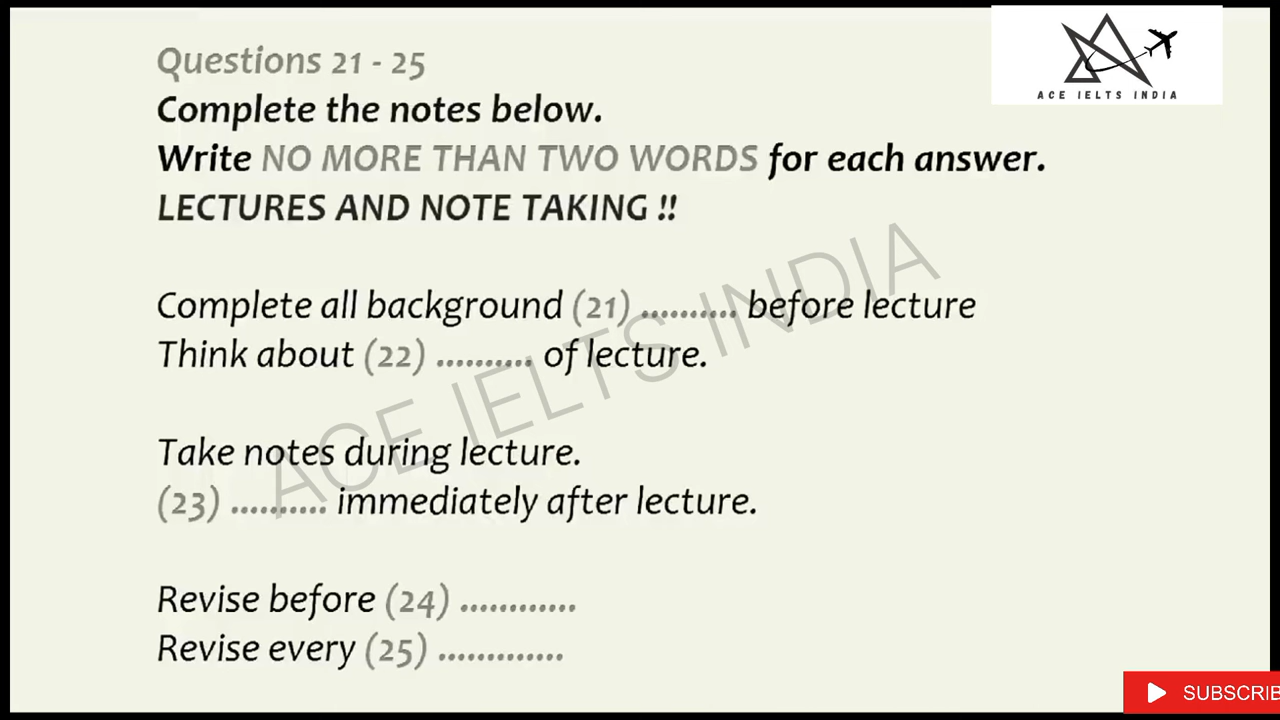 Questions 21 - 25
Complete the notes below.
Write NO MORE THAN TWO WORDS for each answer.
LECTURES AND NOTE TAKING !!
Complete all background (21) .......... before lecture
Think about (22) .......... of lecture.
Take notes during lecture.
(23) .......... immediately after lecture.
Revise before (24) ............
Revise every (25) .............
ACE IELTS INDIA
ACE IELTS INDIA
SUBSCRIB